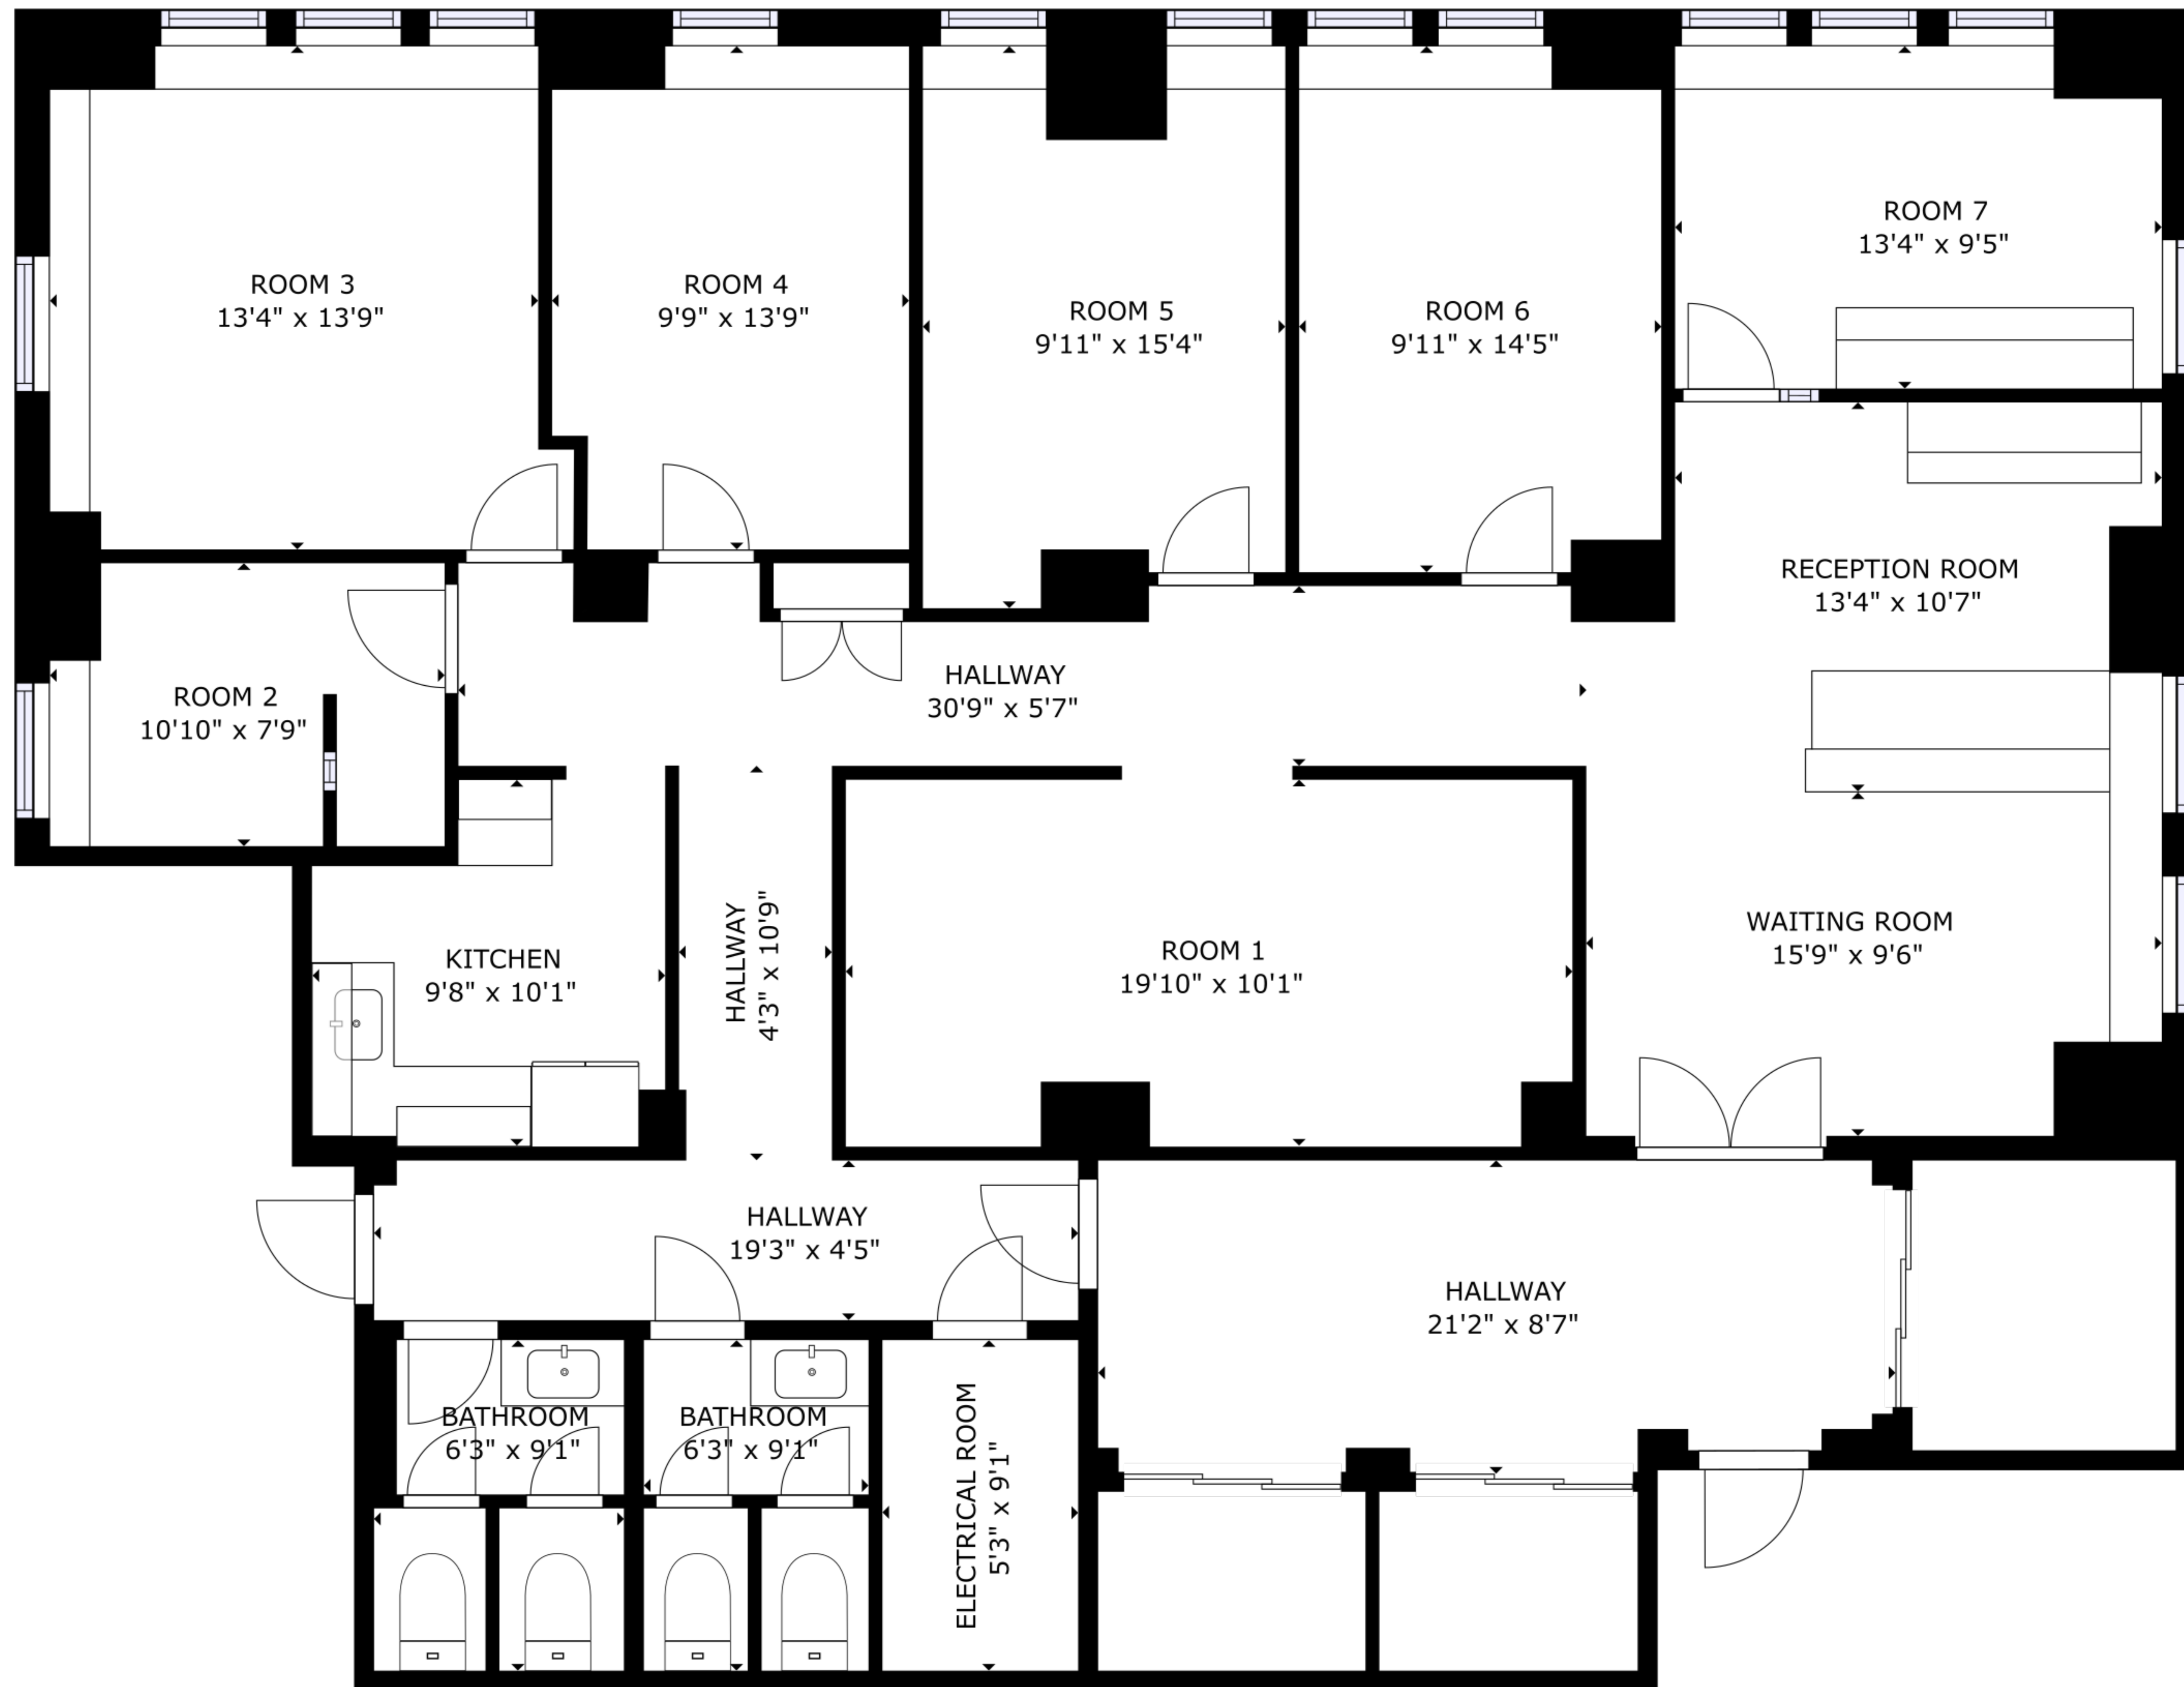 ROOM 3
13'4" x 13'9"
ROOM 4
9'9" x 13'9"
ROOM 5
9'11" x 15'4"
ROOM 6
9'11" x 14'5"
ROOM 7
13'4" x 9'5"
RECEPTION ROOM
13'4" x 10'7"
HALLWAY
30'9" x 5'7"
ROOM 2
10'10" x 7'9"
KITCHEN
9'8" x 10'1"
HALLWAY
4'3" x 10'9"
ROOM 1
19'10" x 10'1"
WAITING ROOM
15'9" x 9'6"
HALLWAY
19'3" x 4'5"
HALLWAY
21'2" x 8'7"
BATHROOM
6'3" x 9'1"
BATHROOM
6'3" x 9'1"
ELECTRICAL ROOM
5'3" x 9'1"